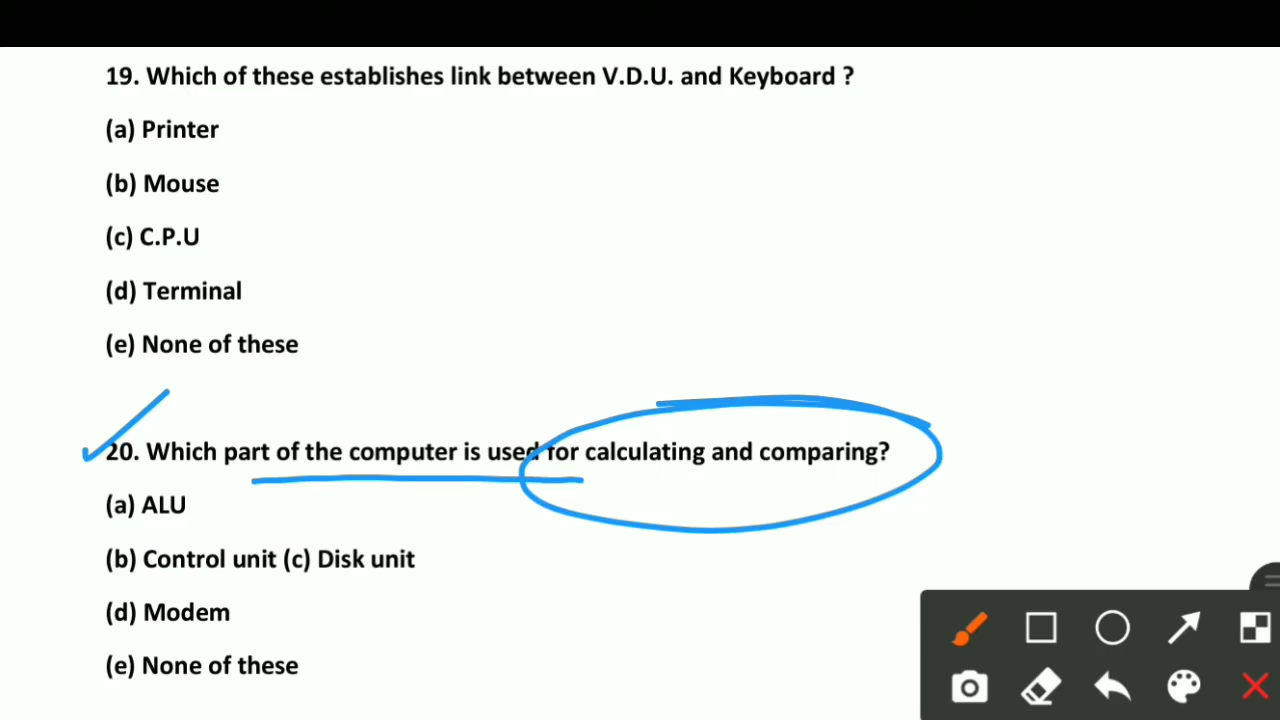 19. Which of these establishes link between V.D.U. and Keyboard ?
(a) Printer
(b) Mouse
(c) C.P.U
(d) Terminal
(e) None of these
20. Which part of the computer is used for calculating and comparing?
(a) ALU
(b) Control unit (c) Disk unit
(d) Modem
(e) None of these